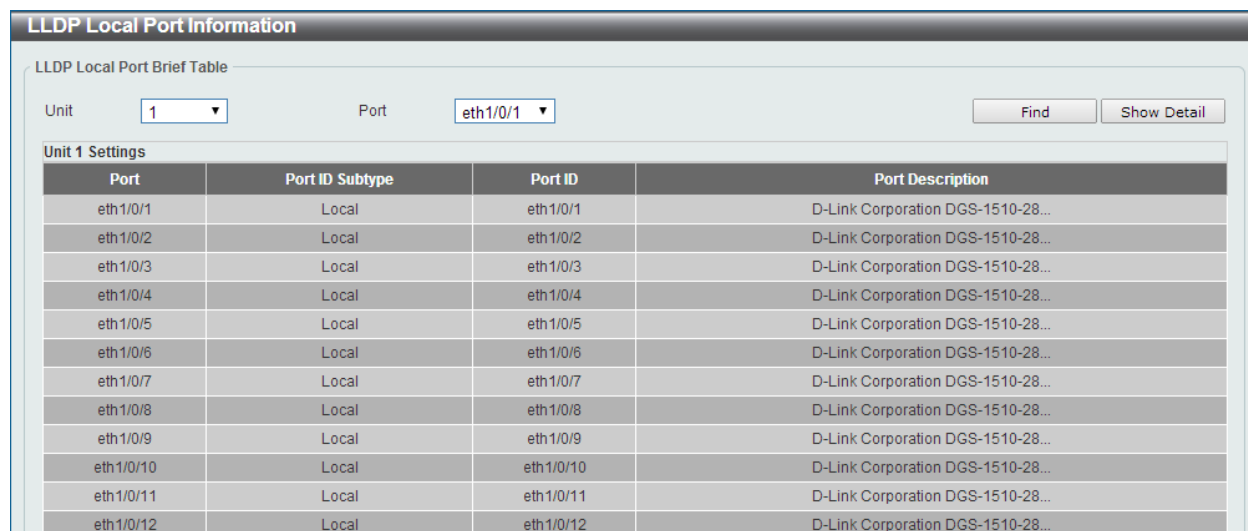 LLDP Local Port Information
LLDP Local Port Brief Table
Unit 1 Port eth1/0/1 Find Show Detail
Unit 1 Settings
Port Port ID Subtype Port ID Port Description
eth1/0/1 Local eth1/0/1 D-Link Corporation DGS-1510-28...
eth1/0/2 Local eth1/0/2 D-Link Corporation DGS-1510-28...
eth1/0/3 Local eth1/0/3 D-Link Corporation DGS-1510-28...
eth1/0/4 Local eth1/0/4 D-Link Corporation DGS-1510-28...
eth1/0/5 Local eth1/0/5 D-Link Corporation DGS-1510-28...
eth1/0/6 Local eth1/0/6 D-Link Corporation DGS-1510-28...
eth1/0/7 Local eth1/0/7 D-Link Corporation DGS-1510-28...
eth1/0/8 Local eth1/0/8 D-Link Corporation DGS-1510-28...
eth1/0/9 Local eth1/0/9 D-Link Corporation DGS-1510-28...
eth1/0/10 Local eth1/0/10 D-Link Corporation DGS-1510-28...
eth1/0/11 Local eth1/0/11 D-Link Corporation DGS-1510-28...
eth1/0/12 Local eth1/0/12 D-Link Corporation DGS-1510-28...